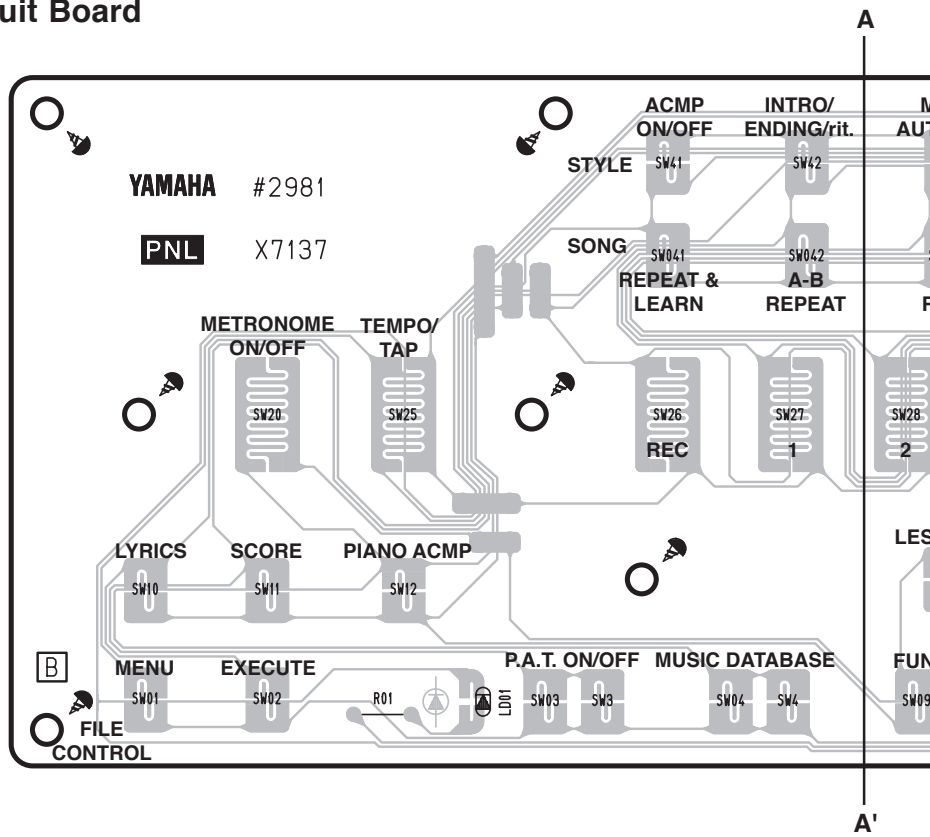 uit Board
A
ACMP
ON/OFF
INTRO/
ENDING/rit.
M
AUT
STYLE
SW41
SW42
YAMAHA #2981
PNL X7137
SONG
SW041
SW042
REPEAT &
LEARN
A-B
REPEAT
METRONOME
ON/OFF
TEMPO/
TAP
SW20
SW25
SW26
SW27
SW28
REC
1
2
LYRICS
SCORE
PIANO ACMP
LES
SW10
SW11
SW12
B
MENU
EXECUTE
P.A.T. ON/OFF
MUSIC DATABASE
FUN
SW01
SW02
R01
LD01
SW03
SW3
SW04
SW4
SW09
FILE
CONTROL
A'